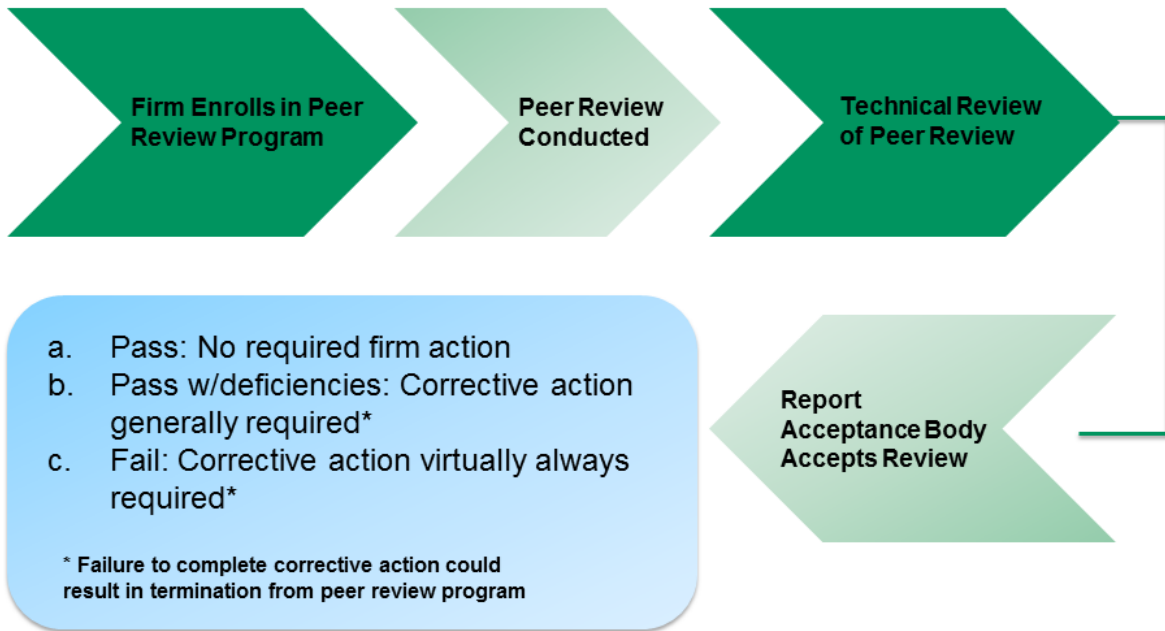 Firm Enrolls in Peer
Review Program
Peer Review
Conducted
Technical Review
of Peer Review
Report
Acceptance Body
Accepts Review
a. Pass: No required firm action
b. Pass w/deficiencies: Corrective action
generally required*
c. Fail: Corrective action virtually always
required*
* Failure to complete corrective action could
result in termination from peer review program